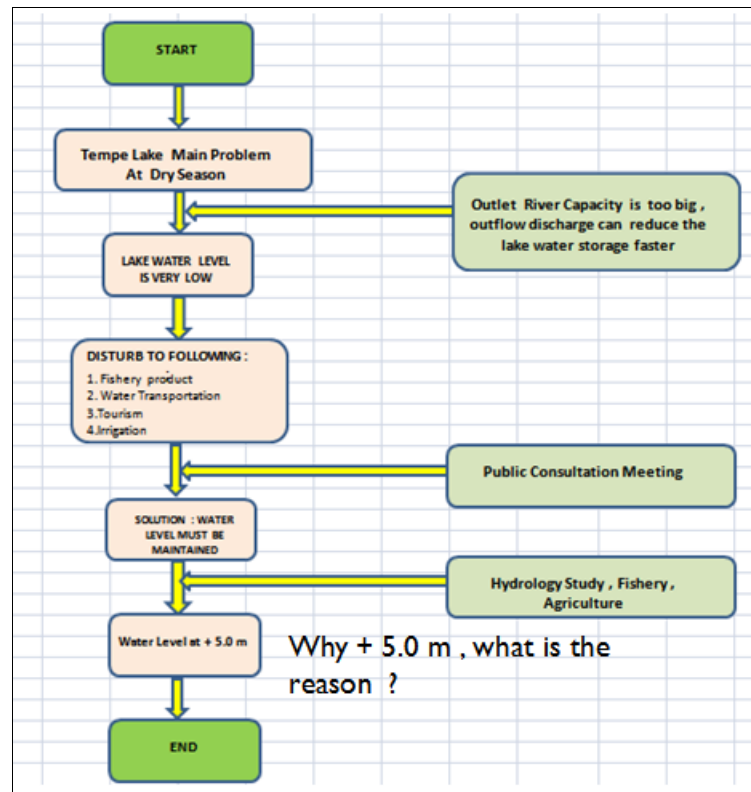 START
Tempe Lake Main Problem
At Dry Season
Outlet River Capacity is too big ,
outflow discharge can reduce the
lake water storage faster
LAKE WATER LEVEL
IS VERY LOW
DISTURB TO FOLLOWING :
1. Fishery product
2. Water Transportation
3.Tourism
4.Irrigation
Public Consultation Meeting
SOLUTION : WATER
LEVEL MUST BE
MAINTAINED
Hydrology Study , Fishery ,
Agriculture
Water Level at + 5.0 m
Why + 5.0 m , what is the
reason ?
END